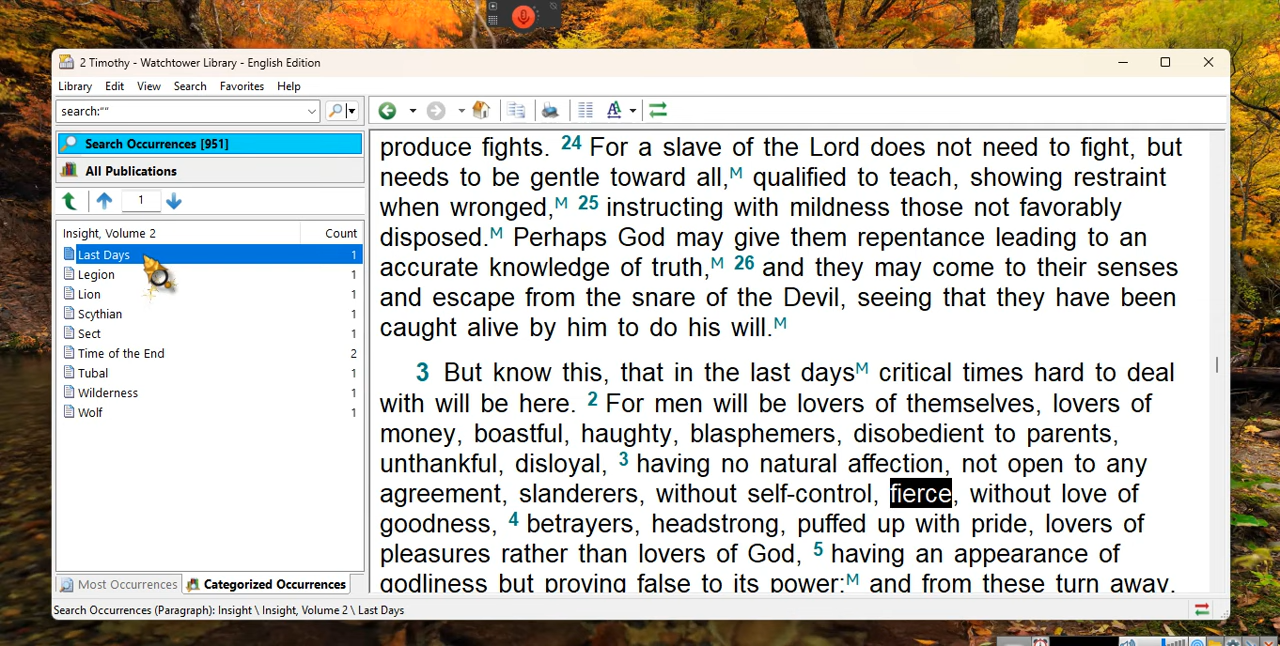 2 Timothy - Watchtower Library - English Edition
Library Edit View Search Favorites Help
search:""
Search Occurrences [951]
All Publications
1
Insight, Volume 2 Count
Last Days 1
Legion 1
Lion 1
Scythian 1
Sect 1
Time of the End 2
Tubal 1
Wilderness 1
Wolf 1
Most Occurrences Categorized Occurrences
Search Occurrences (Paragraph): Insight \ Insight, Volume 2 \ Last Days
produce fights. 24 For a slave of the Lord does not need to fight, but
needs to be gentle toward all,M qualified to teach, showing restraint
when wronged,M 25 instructing with mildness those not favorably
disposed.M Perhaps God may give them repentance leading to an
accurate knowledge of truth,M 26 and they may come to their senses
and escape from the snare of the Devil, seeing that they have been
caught alive by him to do his will.M
3 But know this, that in the last daysM critical times hard to deal
with will be here. 2 For men will be lovers of themselves, lovers of
money, boastful, haughty, blasphemers, disobedient to parents,
unthankful, disloyal, 3 having no natural affection, not open to any
agreement, slanderers, without self-control, fierce, without love of
goodness, 4 betrayers, headstrong, puffed up with pride, lovers of
pleasures rather than lovers of God, 5 having an appearance of
godliness but proving false to its power;M and from these turn away.